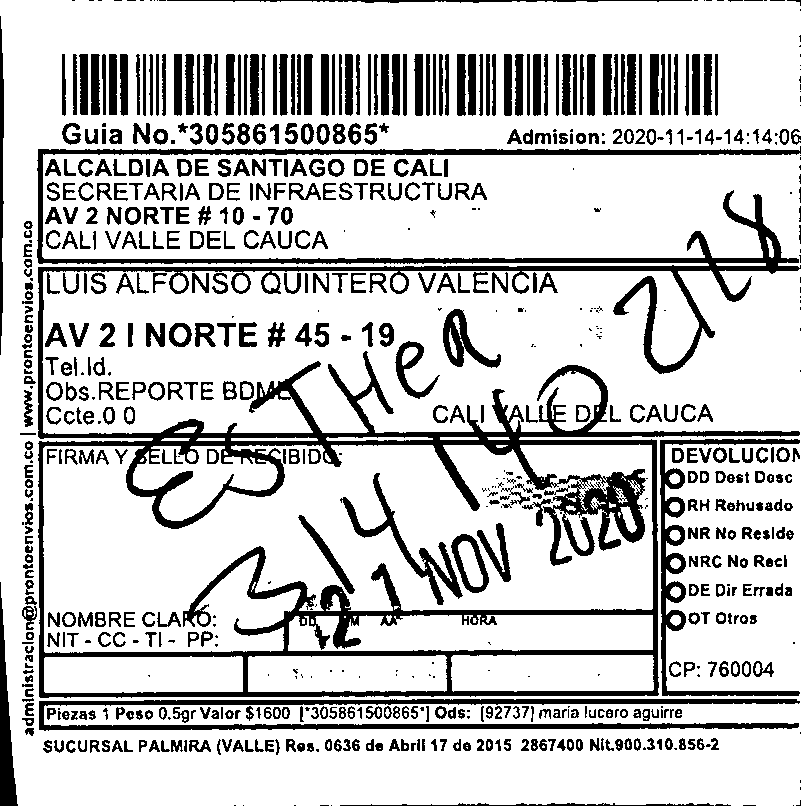 Guia No.*305861500865*
Admision: 2020-11-14-14:14:06
ALCALDIA DE SANTIAGO DE CALI
SECRETARIA DE INFRAESTRUCTURA
AV 2 NORTE # 10 - 70
CALI VALLE DEL CAUCA
LUIS ALFONSO QUINTERO VALENCIA
AV 2 I NORTE # 45 - 19
Tel.Id.
Obs.REPORTE BDME
Ccte.0 0
CALI VALLE DEL CAUCA
ESTHER
314 140 2128
FIRMA Y SELLO DE RECIBIDO:
21 NOV 2020
NOMBRE CLARO:
DD MM AA HORA
NIT - CC - TI - PP:
DEVOLUCION
DD Dest Desc
RH Rehusado
NR No Reside
NRC No Recl
DE Dir Errada
OT Otros
CP: 760004
Piezas 1 Peso 0.5gr Valor $1600 [*305861500865*] Ods: [92737] maria lucero aguirre
SUCURSAL PALMIRA (VALLE) Res. 0636 de Abril 17 de 2015 2867400 Nit.900.310.856-2
administracion@prontoenvios.com.co | www.prontoenvios.com.co